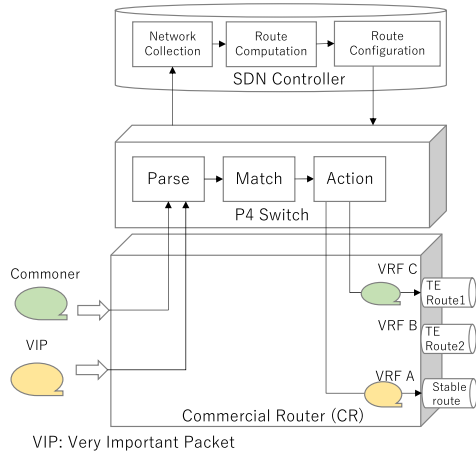 Network
Collection
Route
Computation
Route
Configuration
SDN Controller
Parse
Match
Action
P4 Switch
Commoner
VIP
VRF C
TE
Route1
VRF B
TE
Route2
VRF A
Stable
route
Commercial Router (CR)
VIP: Very Important Packet